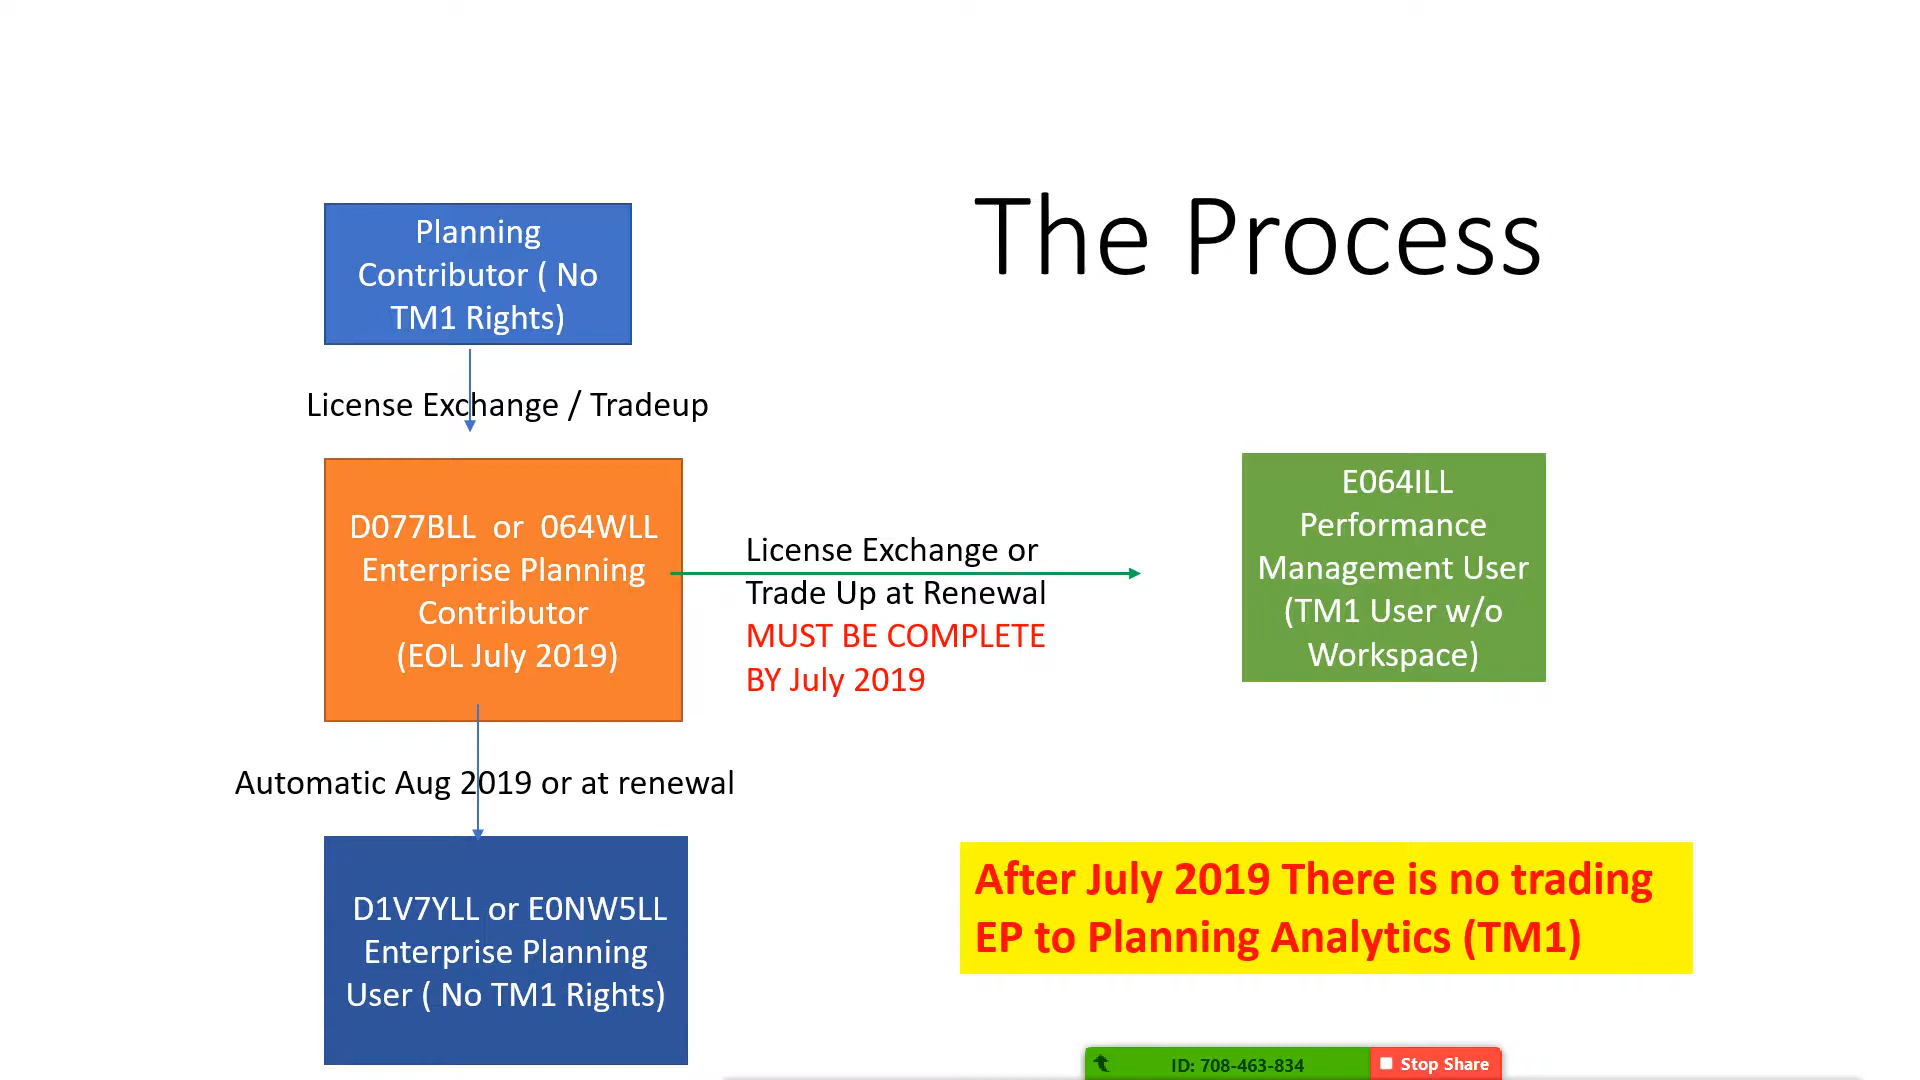 The Process
Planning
Contributor ( No
TM1 Rights)
License Exchange / Tradeup
D077BLL or 064WLL
Enterprise Planning
Contributor
(EOL July 2019)
License Exchange or
Trade Up at Renewal
MUST BE COMPLETE
BY July 2019
E064ILL
Performance
Management User
(TM1 User w/o
Workspace)
Automatic Aug 2019 or at renewal
D1V7YLL or E0NW5LL
Enterprise Planning
User ( No TM1 Rights)
After July 2019 There is no trading
EP to Planning Analytics (TM1)
ID: 708-463-834
Stop Share